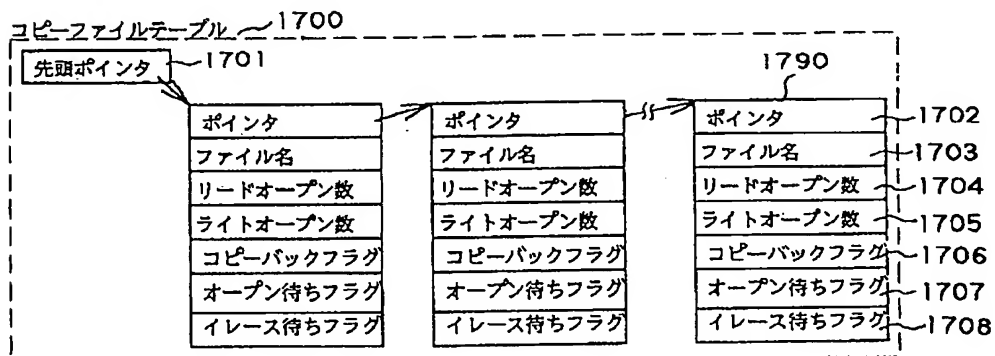 コピーファイルテーブル 1700
先頭ポインタ 1701
1790
ポインタ ポインタ ポインタ 1702
ファイル名 ファイル名 ファイル名 1703
リードオープン数 リードオープン数 リードオープン数 1704
ライトオープン数 ライトオープン数 ライトオープン数 1705
コピーバックフラグ コピーバックフラグ コピーバックフラグ 1706
オープン待ちフラグ オープン待ちフラグ オープン待ちフラグ 1707
イレース待ちフラグ イレース待ちフラグ イレース待ちフラグ 1708